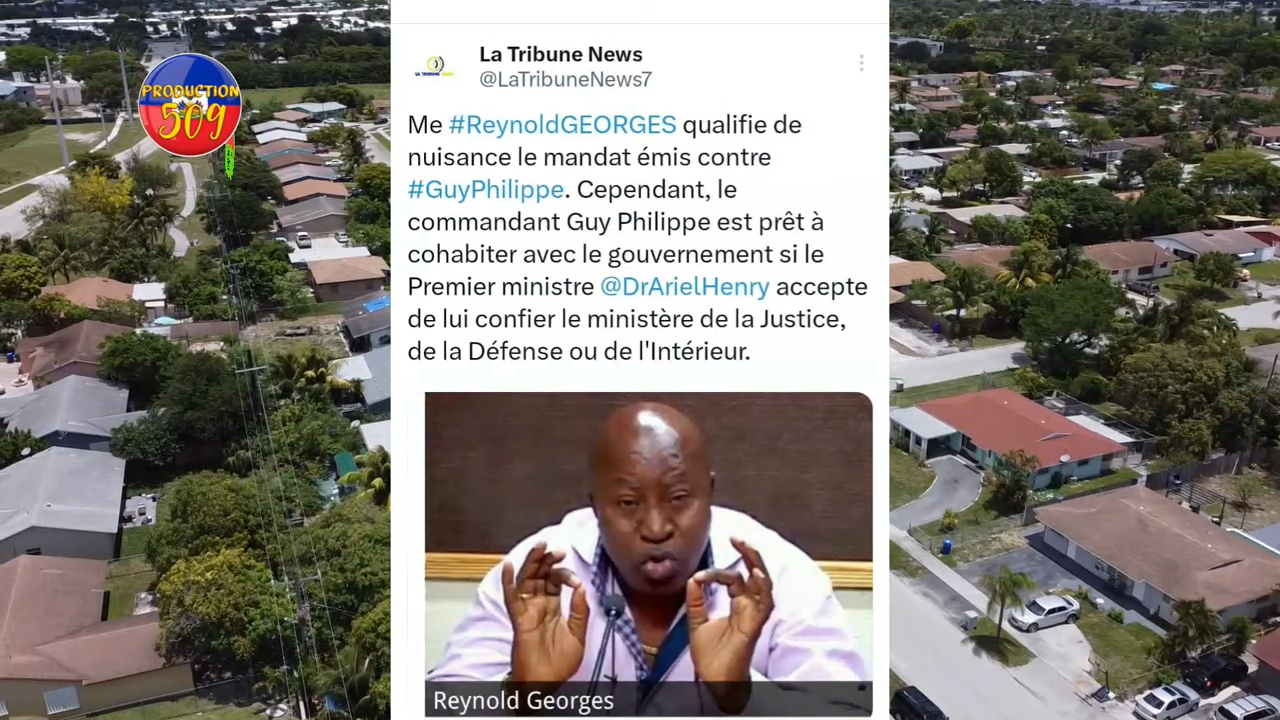 PRODUCTION
509
La Tribune News
@LaTribuneNews7
Me #ReynoldGEORGES qualifie de
nuisance le mandat émis contre
#GuyPhilippe. Cependant, le
commandant Guy Philippe est prêt à
cohabiter avec le gouvernement si le
Premier ministre @DrArielHenry accepte
de lui confier le ministère de la Justice,
de la Défense ou de l'Intérieur.
Reynold Georges